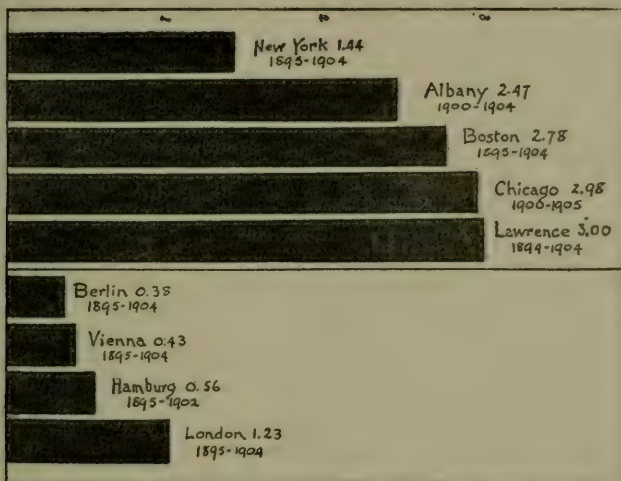 New York 1.44
1895-1904
Albany 2.47
1900-1904
Boston 2.78
1895-1904
Chicago 2.98
1900-1905
Lawrence 3.00
1894-1904
Berlin 0.38
1895-1904
Vienna 0.43
1895-1904
Hamburg 0.56
1895-1902
London 1.23
1895-1904